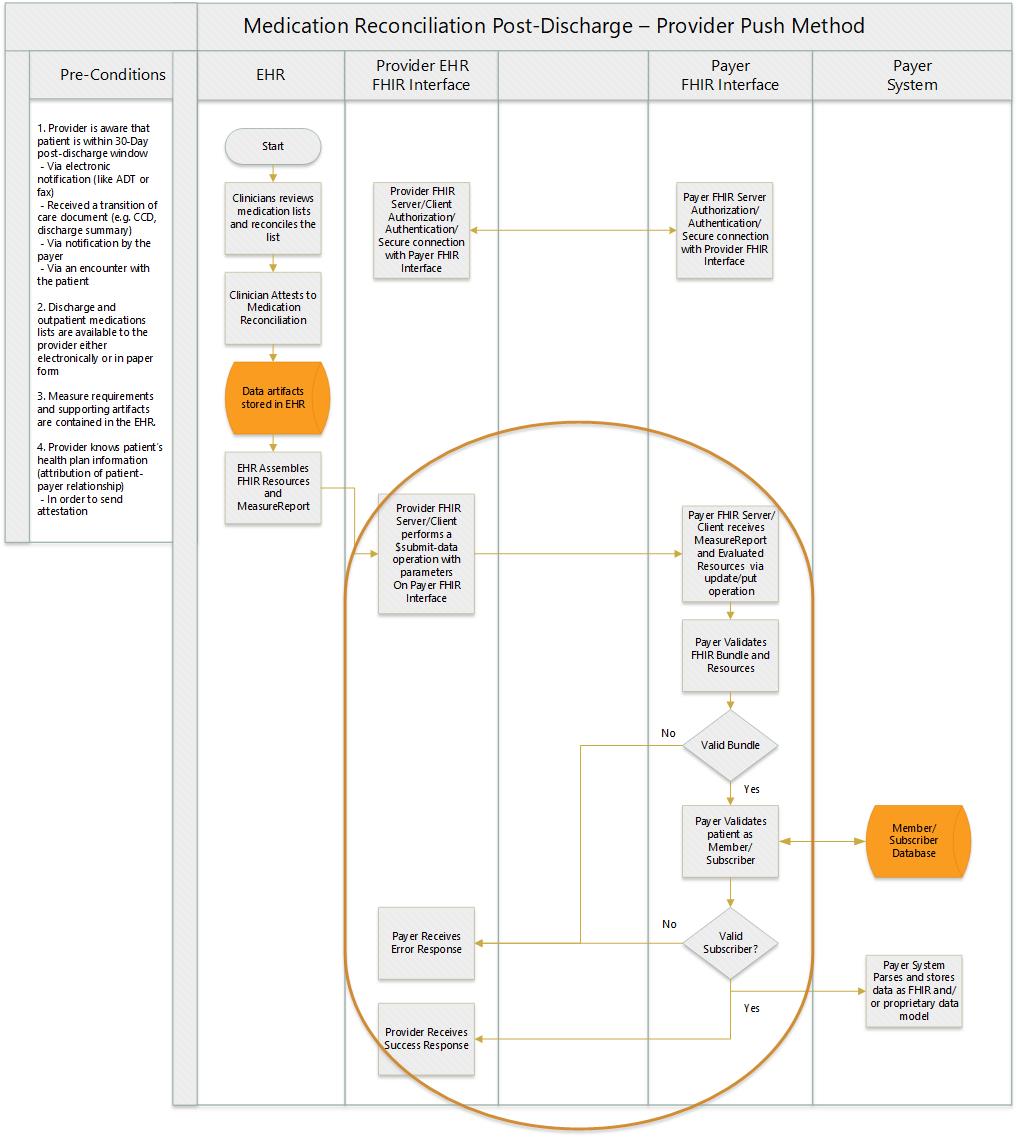 Medication Reconciliation Post-Discharge – Provider Push Method
Pre-Conditions
EHR
Provider EHR
FHIR Interface
Payer
FHIR Interface
Payer
System
1. Provider is aware that
patient is within 30-Day
post-discharge window
- Via electronic
notification (like ADT or
fax)
- Received a transition of
care document (e.g. CCD,
discharge summary)
- Via notification by the
payer
- Via an encounter with
the patient
2. Discharge and
outpatient medications
lists are available to the
provider either
electronically or in paper
form
3. Measure requirements
and supporting artifacts
are contained in the EHR.
4. Provider knows patient's
health plan information
(attribution of patient-
payer relationship)
- In order to send
attestation
Start
Clinicians reviews
medication lists
and reconciles the
list
Clinician Attests to
Medication
Reconciliation
Data artifacts
stored in EHR
EHR Assembles
FHIR Resources
and
MeasureReport
Provider FHIR
Server/Client
Authorization/
Authentication/
Secure connection
with Payer FHIR
Interface
Payer FHIR Server
Authorization/
Authentication/
Secure connection
with Provider FHIR
Interface
Provider FHIR
Server/Client
performs a
$submit-data
operation with
parameters
On Payer FHIR
Interface
Payer FHIR Server/
Client receives
MeasureReport
and Evaluated
Resources via
update/put
operation
Payer Validates
FHIR Bundle and
Resources
Valid Bundle
No
Yes
Payer Validates
patient as
Member/
Subscriber
Member/
Subscriber
Database
Valid
Subscriber?
No
Yes
Payer Receives
Error Response
Payer System
Parses and stores
data as FHIR and/
or proprietary data
model
Provider Receives
Success Response